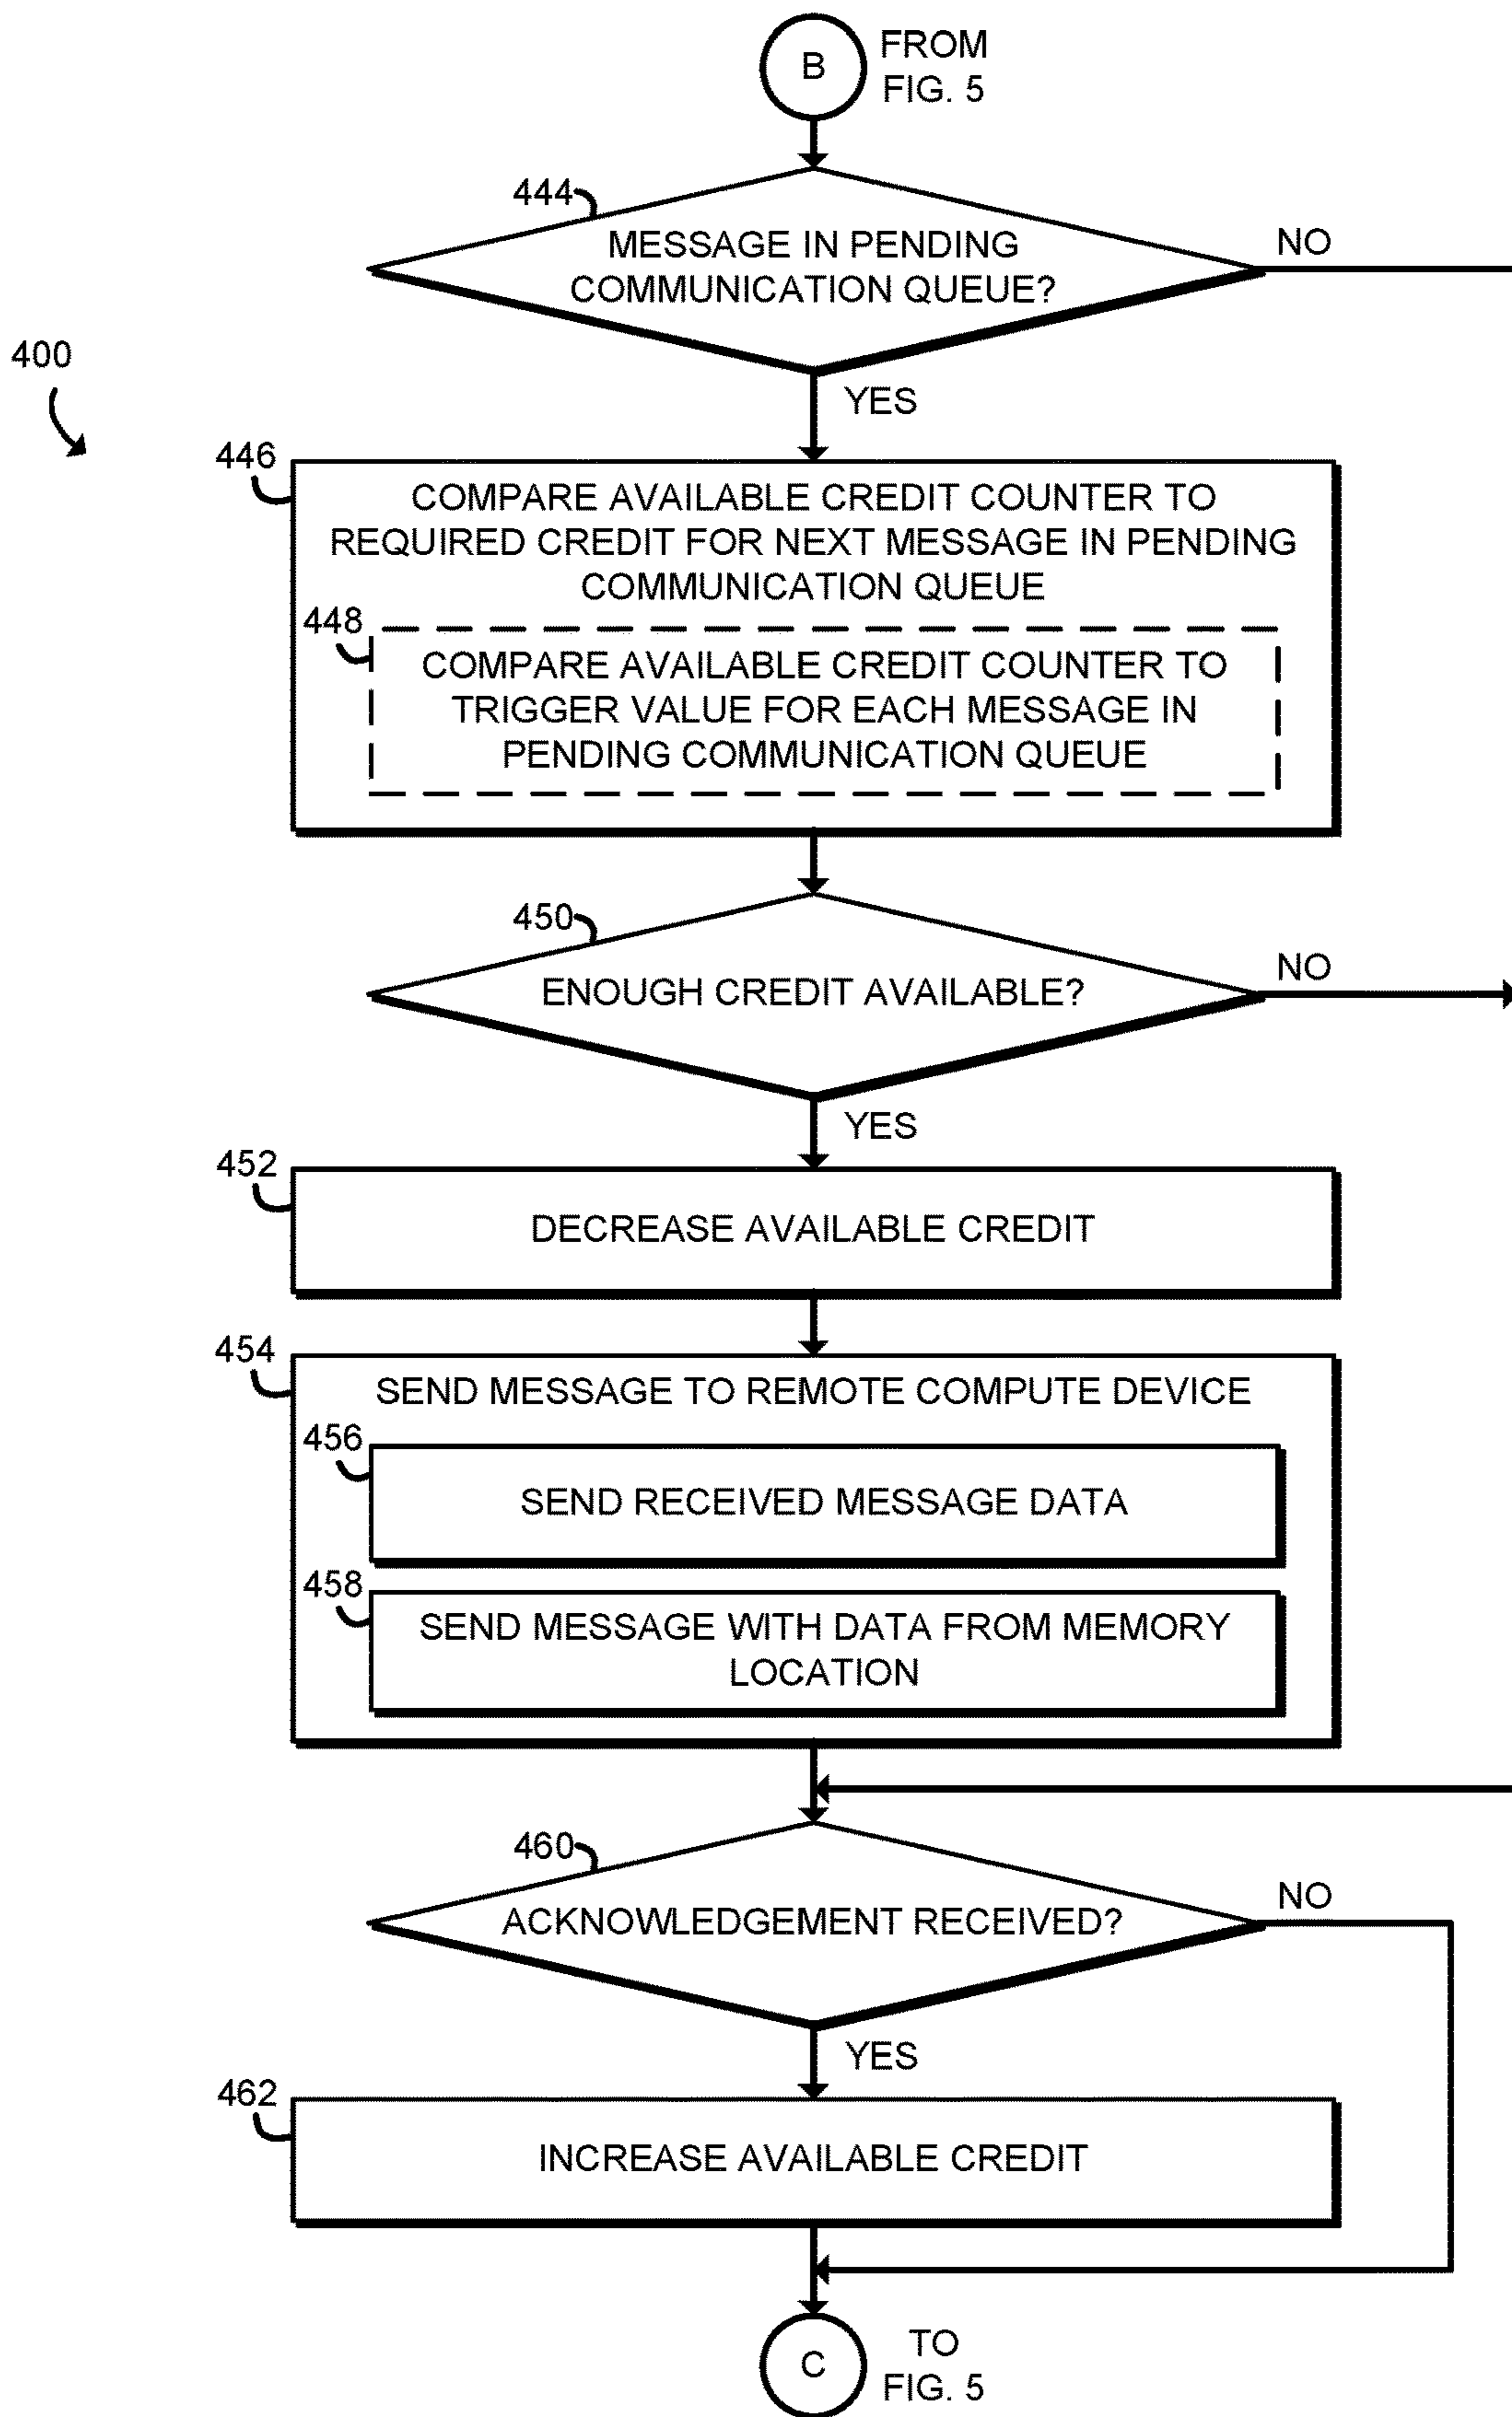 B
FROM
FIG. 5
444
MESSAGE IN PENDING
COMMUNICATION QUEUE?
NO
400
YES
446
COMPARE AVAILABLE CREDIT COUNTER TO
REQUIRED CREDIT FOR NEXT MESSAGE IN PENDING
COMMUNICATION QUEUE
448
COMPARE AVAILABLE CREDIT COUNTER TO
TRIGGER VALUE FOR EACH MESSAGE IN
PENDING COMMUNICATION QUEUE
450
ENOUGH CREDIT AVAILABLE?
NO
YES
452
DECREASE AVAILABLE CREDIT
454
SEND MESSAGE TO REMOTE COMPUTE DEVICE
456
SEND RECEIVED MESSAGE DATA
458
SEND MESSAGE WITH DATA FROM MEMORY
LOCATION
460
ACKNOWLEDGEMENT RECEIVED?
NO
YES
462
INCREASE AVAILABLE CREDIT
C
TO
FIG. 5